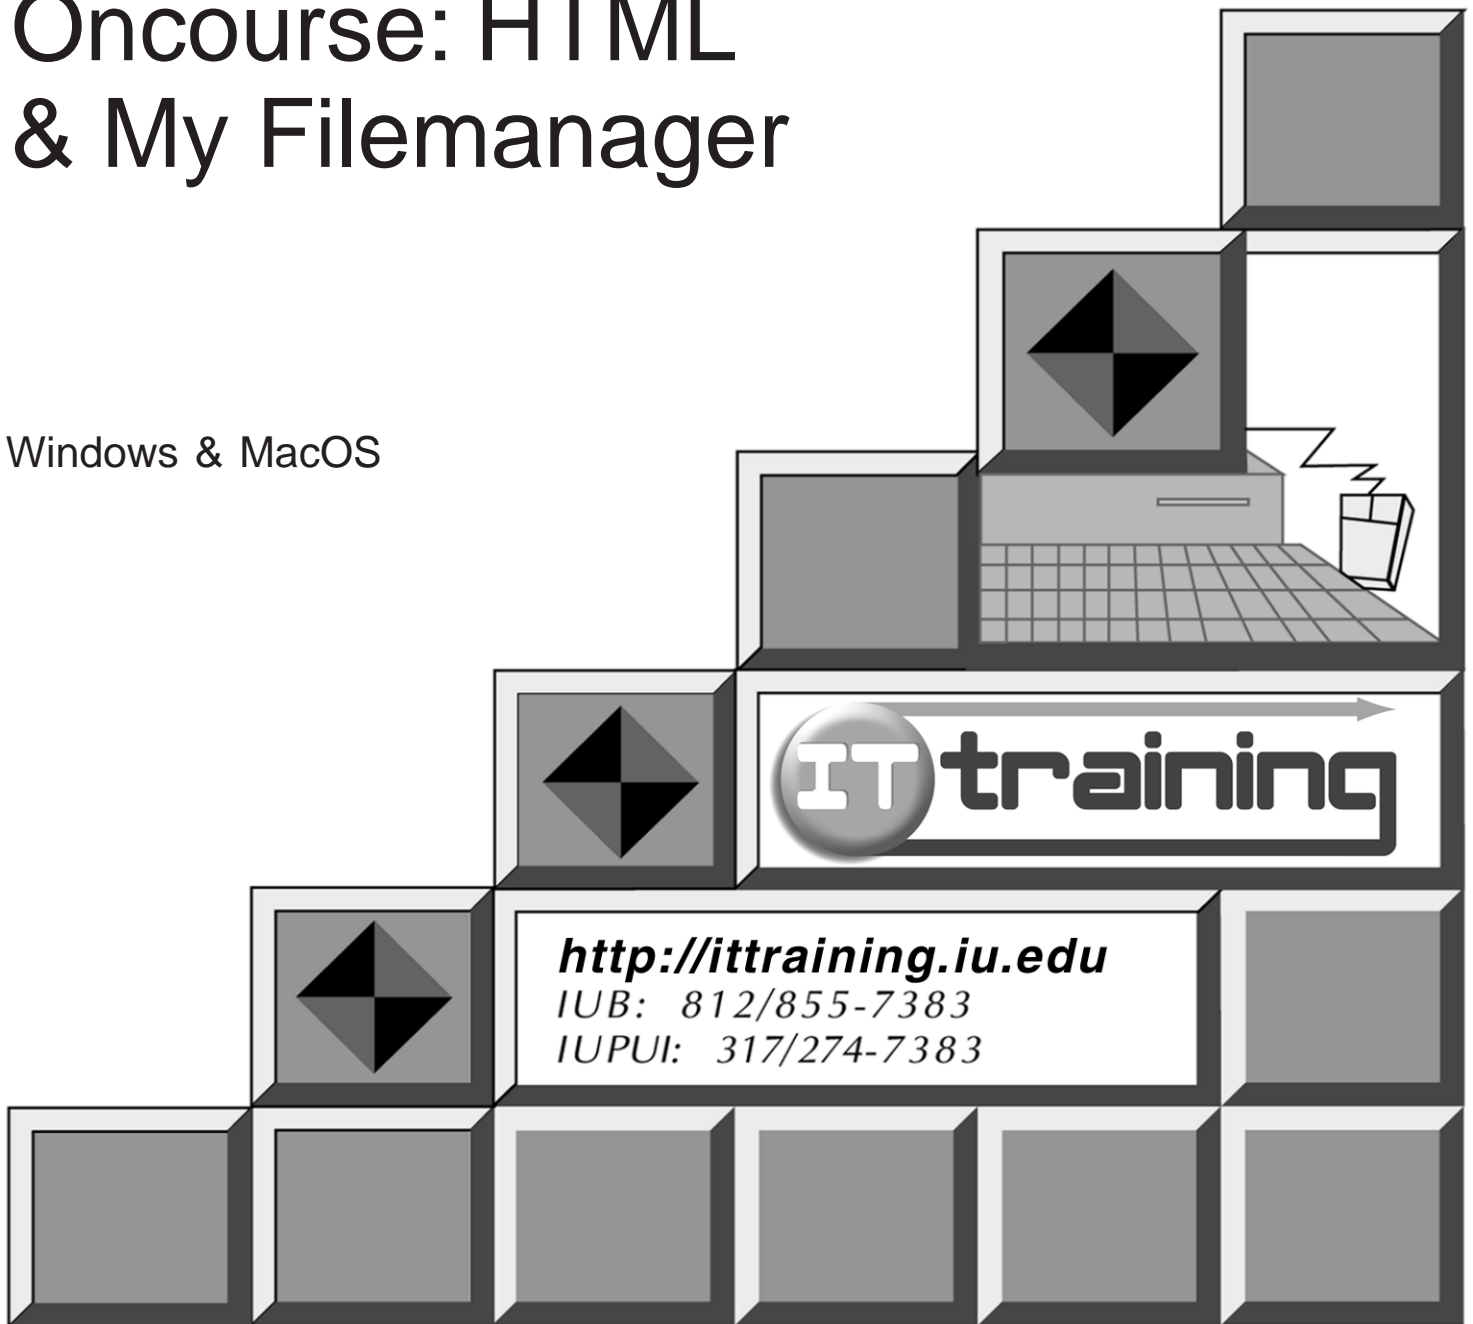 Oncourse: HTML
& My Filemanager
Windows & MacOS
IT training
http://ittraining.iu.edu
IUB: 812/855-7383
IUPUI: 317/274-7383